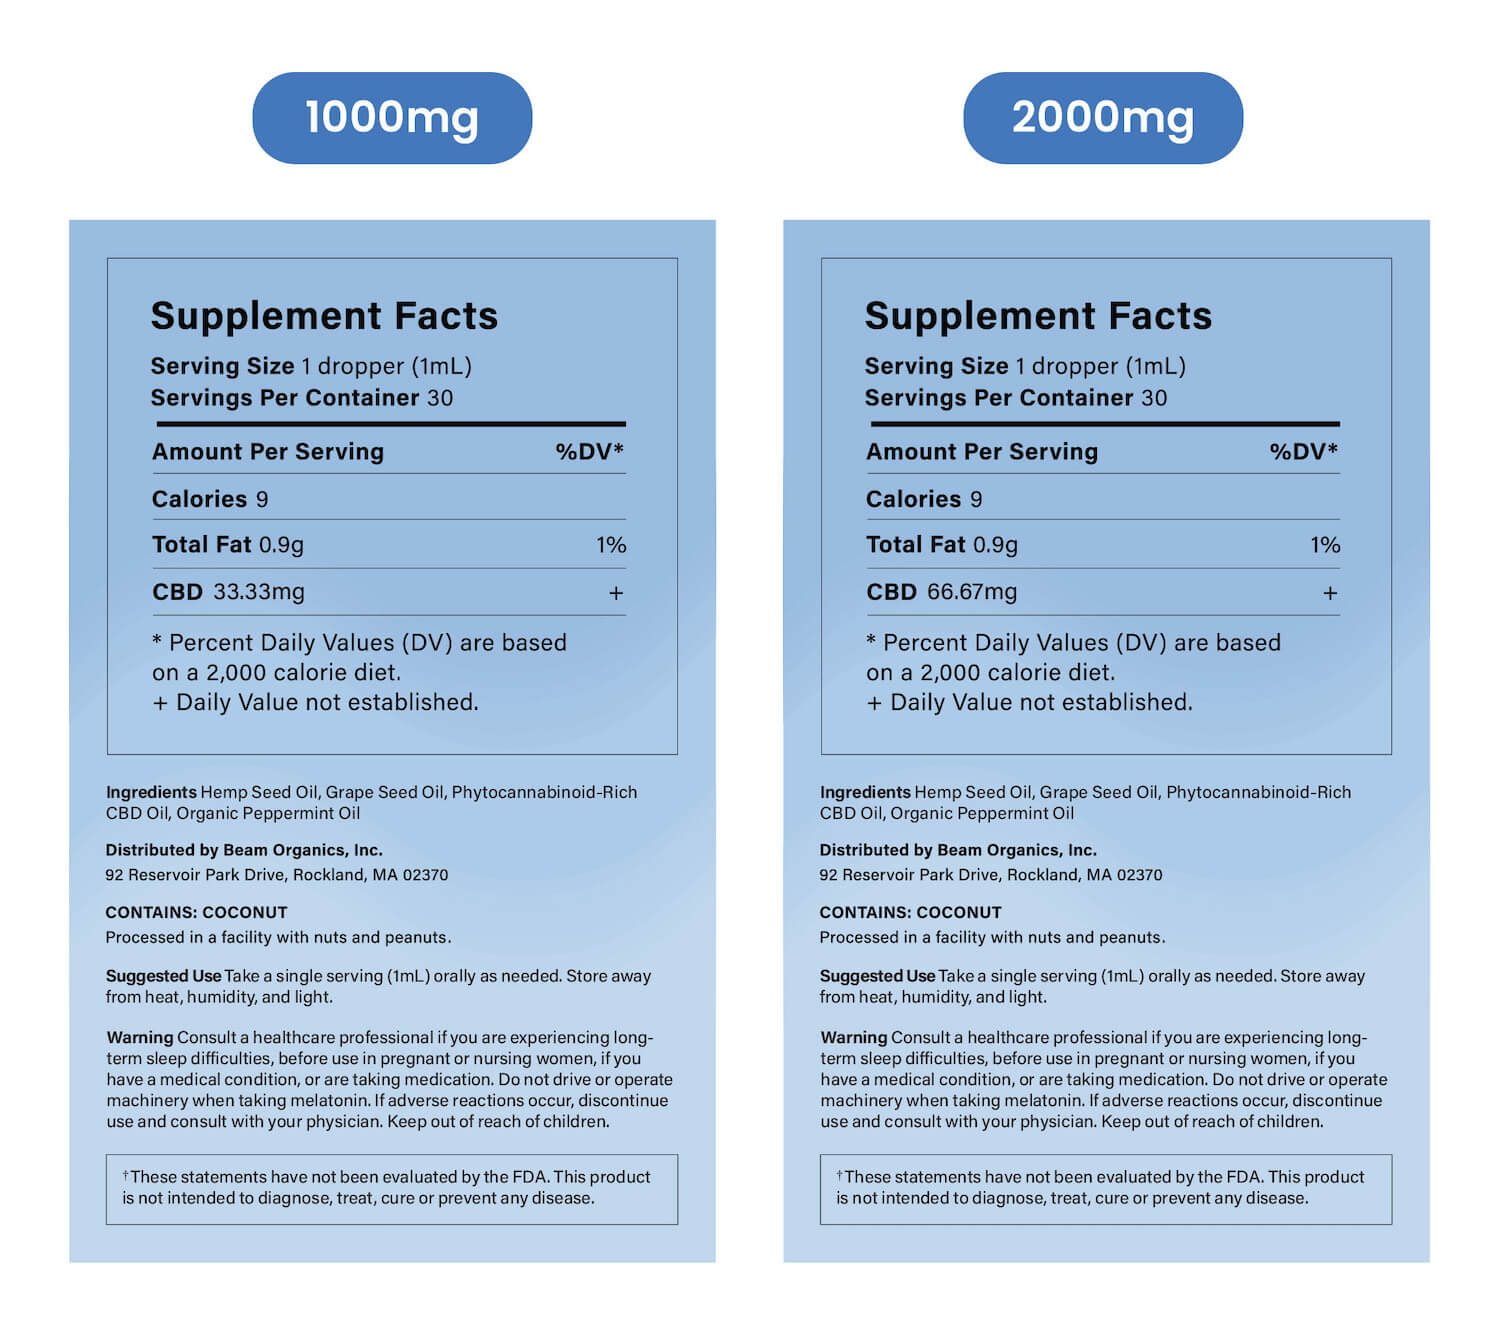 1000mg
Supplement Facts
Serving Size 1 dropper (1mL)
Servings Per Container 30
Amount Per Serving %DV*
Calories 9
Total Fat 0.9g 1%
CBD 33.33mg +
* Percent Daily Values (DV) are based
on a 2,000 calorie diet.
+ Daily Value not established.
Ingredients Hemp Seed Oil, Grape Seed Oil, Phytocannabinoid-Rich
CBD Oil, Organic Peppermint Oil
Distributed by Beam Organics, Inc.
92 Reservoir Park Drive, Rockland, MA 02370
CONTAINS: COCONUT
Processed in a facility with nuts and peanuts.
Suggested Use Take a single serving (1mL) orally as needed. Store away
from heat, humidity, and light.
Warning Consult a healthcare professional if you are experiencing long-
term sleep difficulties, before use in pregnant or nursing women, if you
have a medical condition, or are taking medication. Do not drive or operate
machinery when taking melatonin. If adverse reactions occur, discontinue
use and consult with your physician. Keep out of reach of children.
†These statements have not been evaluated by the FDA. This product
is not intended to diagnose, treat, cure or prevent any disease.
2000mg
Supplement Facts
Serving Size 1 dropper (1mL)
Servings Per Container 30
Amount Per Serving %DV*
Calories 9
Total Fat 0.9g 1%
CBD 66.67mg +
* Percent Daily Values (DV) are based
on a 2,000 calorie diet.
+ Daily Value not established.
Ingredients Hemp Seed Oil, Grape Seed Oil, Phytocannabinoid-Rich
CBD Oil, Organic Peppermint Oil
Distributed by Beam Organics, Inc.
92 Reservoir Park Drive, Rockland, MA 02370
CONTAINS: COCONUT
Processed in a facility with nuts and peanuts.
Suggested Use Take a single serving (1mL) orally as needed. Store away
from heat, humidity, and light.
Warning Consult a healthcare professional if you are experiencing long-
term sleep difficulties, before use in pregnant or nursing women, if you
have a medical condition, or are taking medication. Do not drive or operate
machinery when taking melatonin. If adverse reactions occur, discontinue
use and consult with your physician. Keep out of reach of children.
†These statements have not been evaluated by the FDA. This product
is not intended to diagnose, treat, cure or prevent any disease.